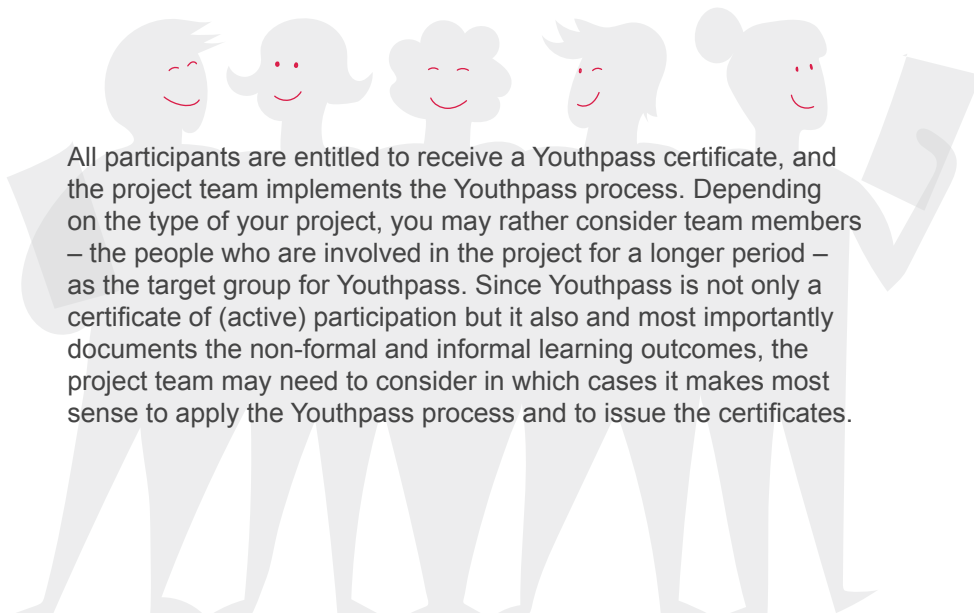 All participants are entitled to receive a Youthpass certificate, and
the project team implements the Youthpass process. Depending
on the type of your project, you may rather consider team members
– the people who are involved in the project for a longer period –
as the target group for Youthpass. Since Youthpass is not only a
certificate of (active) participation but it also and most importantly
documents the non-formal and informal learning outcomes, the
project team may need to consider in which cases it makes most
sense to apply the Youthpass process and to issue the certificates.